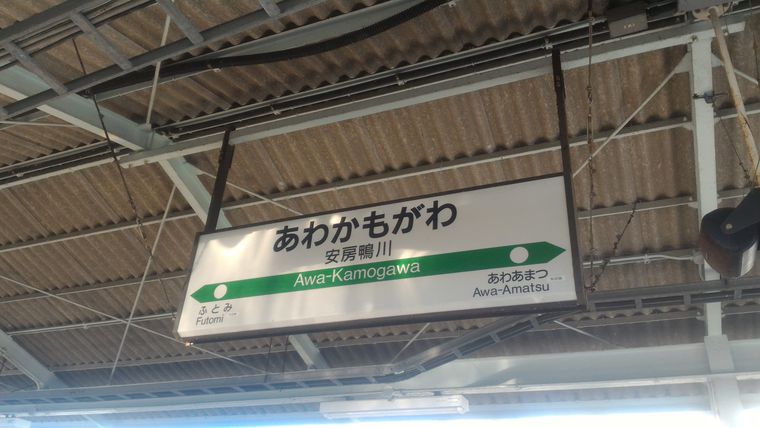 あわかもがわ
安房鴨川
Awa-Kamogawa
ふとみ
Futomi
あわあまつ
Awa-Amatsu